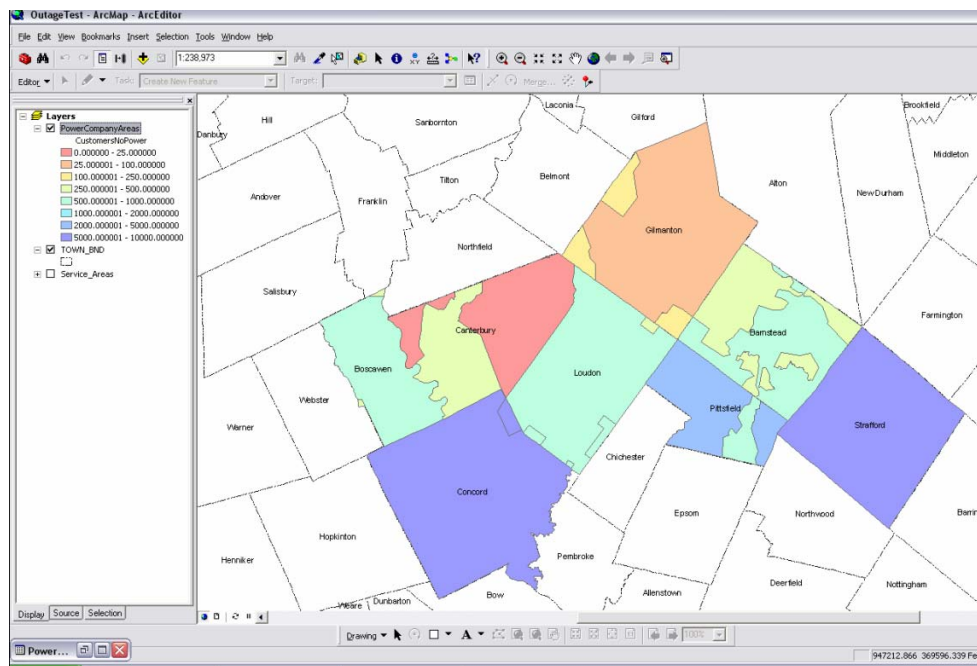 OutageTest - ArcMap - ArcEditor
File Edit View Bookmarks Insert Selection Tools Window Help
1:238,973
Editor Task: Create New Feature Target: Merge...
Layers
PowerCompanyAreas
CustomersNoPower
0.000000 - 25.000000
25.000001 - 100.000000
100.000001 - 250.000000
250.000001 - 500.000000
500.000001 - 1000.000000
1000.000001 - 2000.000000
2000.000001 - 5000.000000
5000.000001 - 10000.000000
TOWN_BND
Service_Areas
Hill
Laconia
Gilford
Brookfield
Danbury
Sanbornton
Middleton
Andover
Franklin
Tilton
Belmont
Alton
New Durham
Gilmanton
Northfield
Salisbury
Farmington
Canterbury
Barnstead
Boscawen
Loudon
Webster
Pittsfield
Strafford
Warner
Chichester
Concord
Epsom
Northwood
Hopkinton
Henniker
Pembroke
Bow
Allenstown
Deerfield
Nottingham
Weare
Dunbarton
Display Source Selection
Drawing A 100%
Power...
947212.866 369596.339 Fe